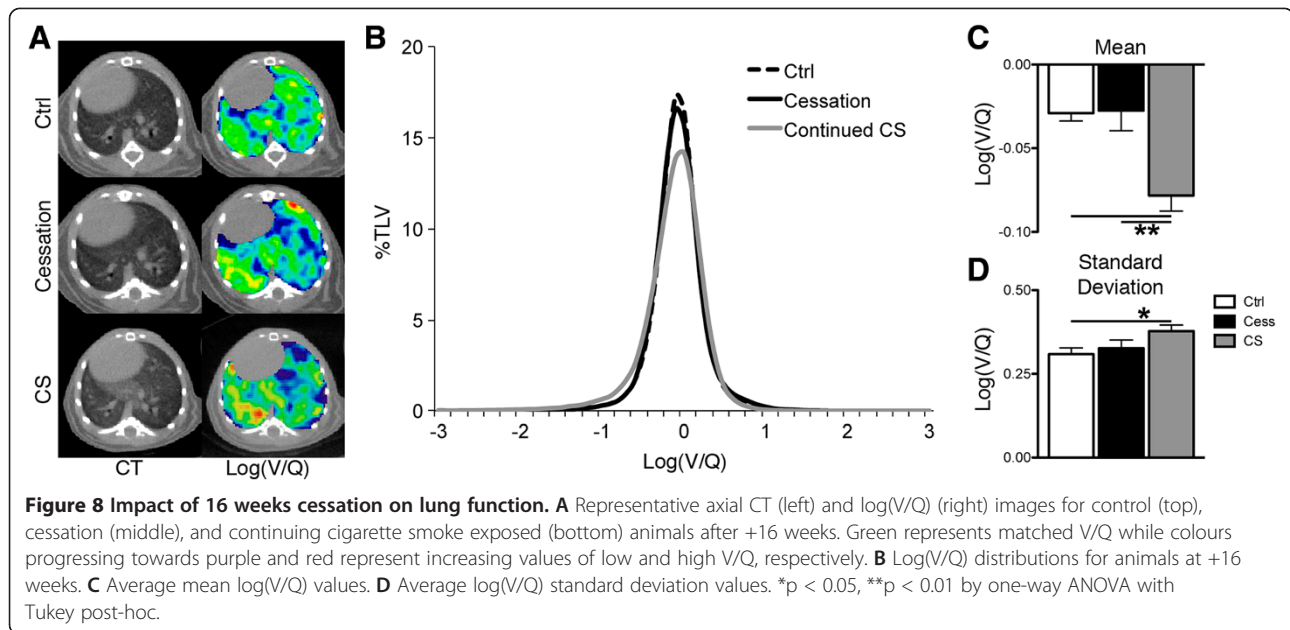 A
Ctrl
Cessation
CS
CT
Log(V/Q)
B
20
15
10
5
0
%TLV
-3
-2
-1
0
1
2
3
Log(V/Q)
Ctrl
Cessation
Continued CS
C
Mean
0.00
-0.05
-0.10
Log(V/Q)
**
D
Standard
Deviation
0.50
0.25
0.00
Log(V/Q)
*
Ctrl
Cess
CS
Figure 8 Impact of 16 weeks cessation on lung function. A Representative axial CT (left) and log(V/Q) (right) images for control (top),
cessation (middle), and continuing cigarette smoke exposed (bottom) animals after +16 weeks. Green represents matched V/Q while colours
progressing towards purple and red represent increasing values of low and high V/Q, respectively. B Log(V/Q) distributions for animals at +16
weeks. C Average mean log(V/Q) values. D Average log(V/Q) standard deviation values. *p < 0.05, **p < 0.01 by one-way ANOVA with
Tukey post-hoc.